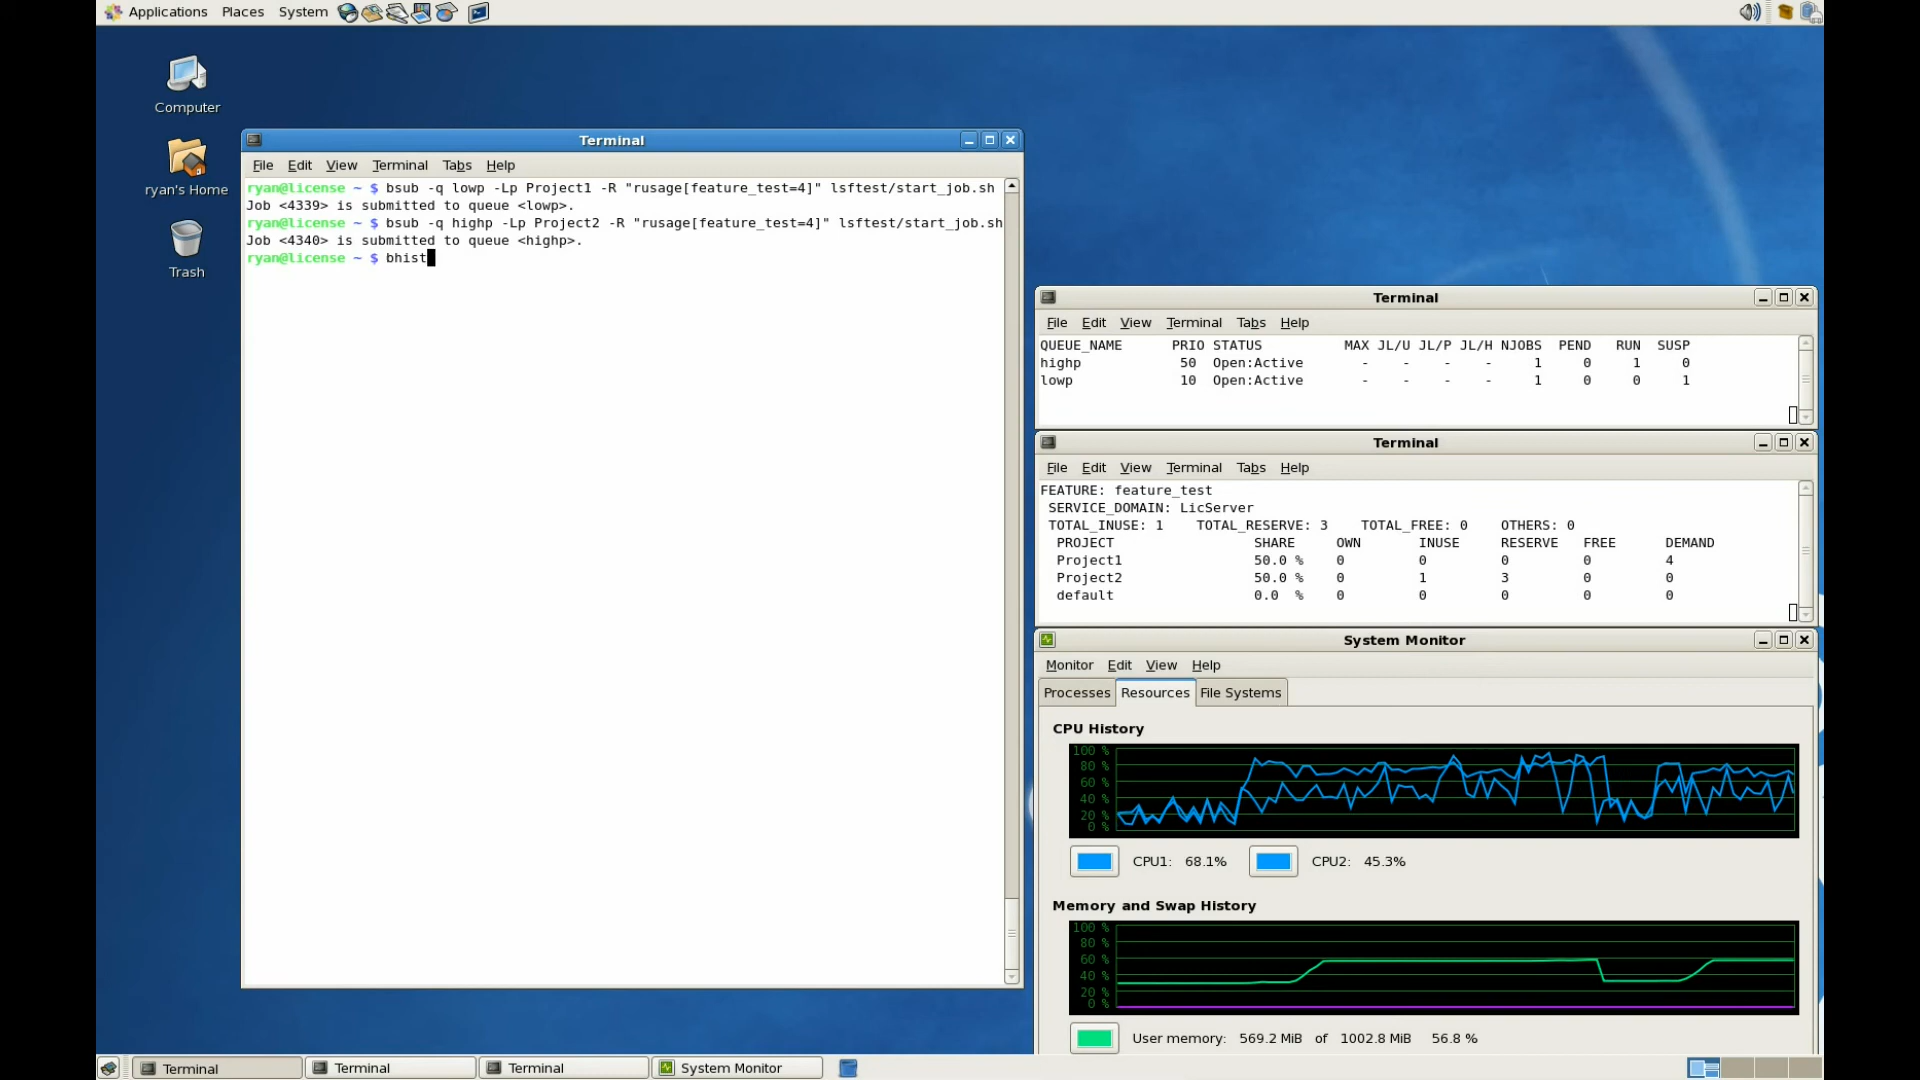 Applications Places System
Computer
ryan's Home
Trash
Terminal
File Edit View Terminal Tabs Help
ryan@license ~ $ bsub -q lowp -Lp Project1 -R "rusage[feature_test=4]" lsftest/start_job.sh
Job <4339> is submitted to queue <lowp>.
ryan@license ~ $ bsub -q highp -Lp Project2 -R "rusage[feature_test=4]" lsftest/start_job.sh
Job <4340> is submitted to queue <highp>.
ryan@license ~ $ bhist
Terminal
File Edit View Terminal Tabs Help
QUEUE_NAME PRIO STATUS MAX JL/U JL/P JL/H NJOBS PEND RUN SUSP
highp 50 Open:Active - - - - 1 0 1 0
lowp 10 Open:Active - - - - 1 0 0 1
Terminal
File Edit View Terminal Tabs Help
FEATURE: feature_test
SERVICE_DOMAIN: LicServer
TOTAL_INUSE: 1 TOTAL_RESERVE: 3 TOTAL_FREE: 0 OTHERS: 0
PROJECT SHARE OWN INUSE RESERVE FREE DEMAND
Project1 50.0 % 0 0 0 0 4
Project2 50.0 % 0 1 3 0 0
default 0.0 % 0 0 0 0 0
System Monitor
Monitor Edit View Help
Processes Resources File Systems
CPU History
100 %
80 %
60 %
40 %
20 %
0 %
CPU1: 68.1% CPU2: 45.3%
Memory and Swap History
100 %
80 %
60 %
40 %
20 %
0 %
User memory: 569.2 MiB of 1002.8 MiB 56.8 %
Terminal Terminal Terminal System Monitor